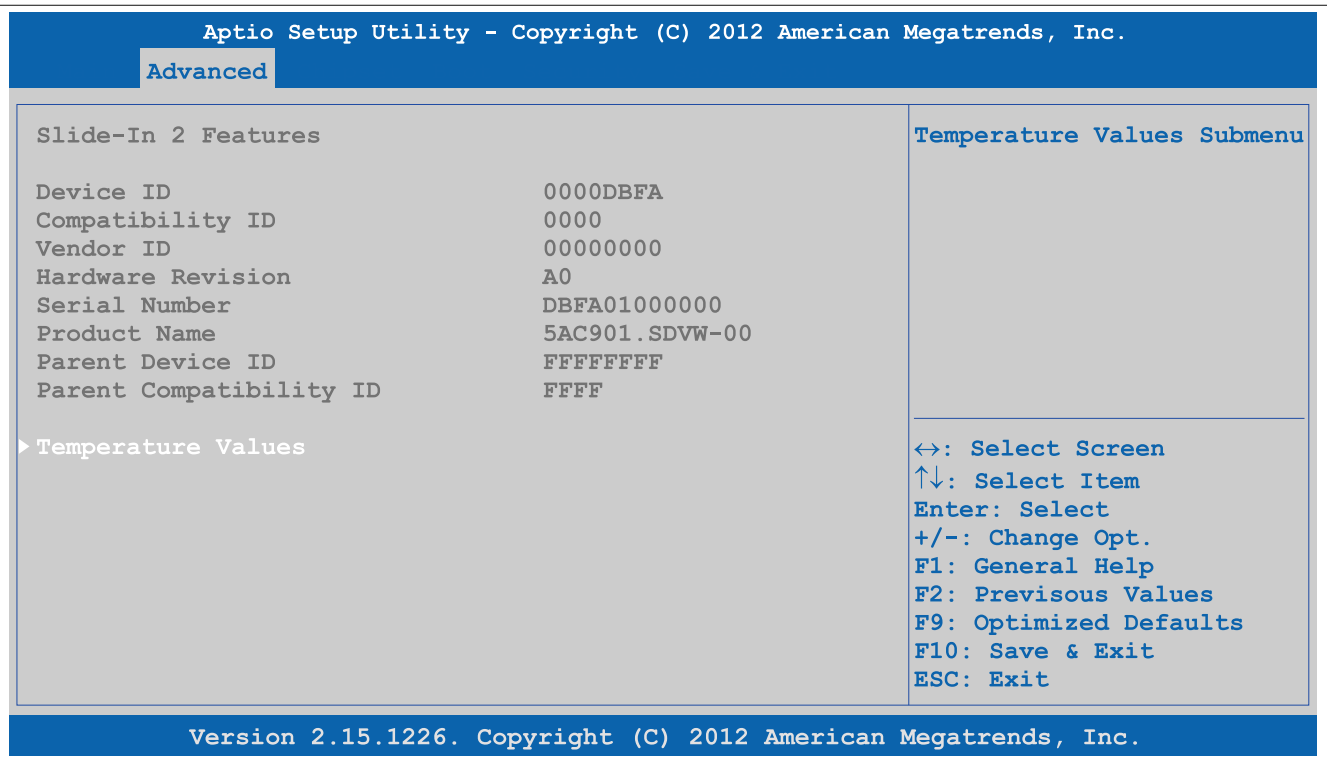 Aptio Setup Utility - Copyright (C) 2012 American Megatrends, Inc.
Advanced
Slide-In 2 Features
Device ID 0000DBFA
Compatibility ID 0000
Vendor ID 00000000
Hardware Revision A0
Serial Number DBFA01000000
Product Name 5AC901.SDVW-00
Parent Device ID FFFFFFFF
Parent Compatibility ID FFFF
Temperature Values
Temperature Values Submenu
↔: Select Screen
↑↓: Select Item
Enter: Select
+/-: Change Opt.
F1: General Help
F2: Previsous Values
F9: Optimized Defaults
F10: Save & Exit
ESC: Exit
Version 2.15.1226. Copyright (C) 2012 American Megatrends, Inc.